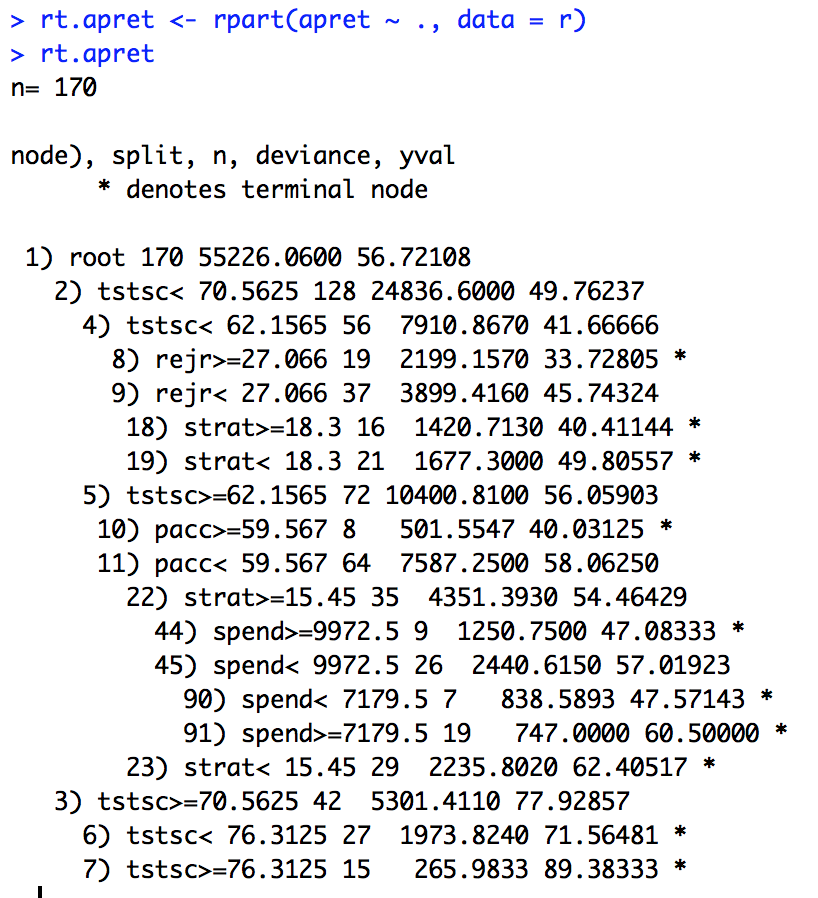 > rt.apret <- rpart(apret ~ ., data = r)
> rt.apret
n= 170
node), split, n, deviance, yval
* denotes terminal node
1) root 170 55226.0600 56.72108
2) tstsc< 70.5625 128 24836.6000 49.76237
4) tstsc< 62.1565 56 7910.8670 41.66666
8) rejr>=27.066 19 2199.1570 33.72805 *
9) rejr< 27.066 37 3899.4160 45.74324
18) strat>=18.3 16 1420.7130 40.41144 *
19) strat< 18.3 21 1677.3000 49.80557 *
5) tstsc>=62.1565 72 10400.8100 56.05903
10) pacc>=59.567 8 501.5547 40.03125 *
11) pacc< 59.567 64 7587.2500 58.06250
22) strat>=15.45 35 4351.3930 54.46429
44) spend>=9972.5 9 1250.7500 47.08333 *
45) spend< 9972.5 26 2440.6150 57.01923
90) spend< 7179.5 7 838.5893 47.57143 *
91) spend>=7179.5 19 747.0000 60.50000 *
23) strat< 15.45 29 2235.8020 62.40517 *
3) tstsc>=70.5625 42 5301.4110 77.92857
6) tstsc< 76.3125 27 1973.8240 71.56481 *
7) tstsc>=76.3125 15 265.9833 89.38333 *